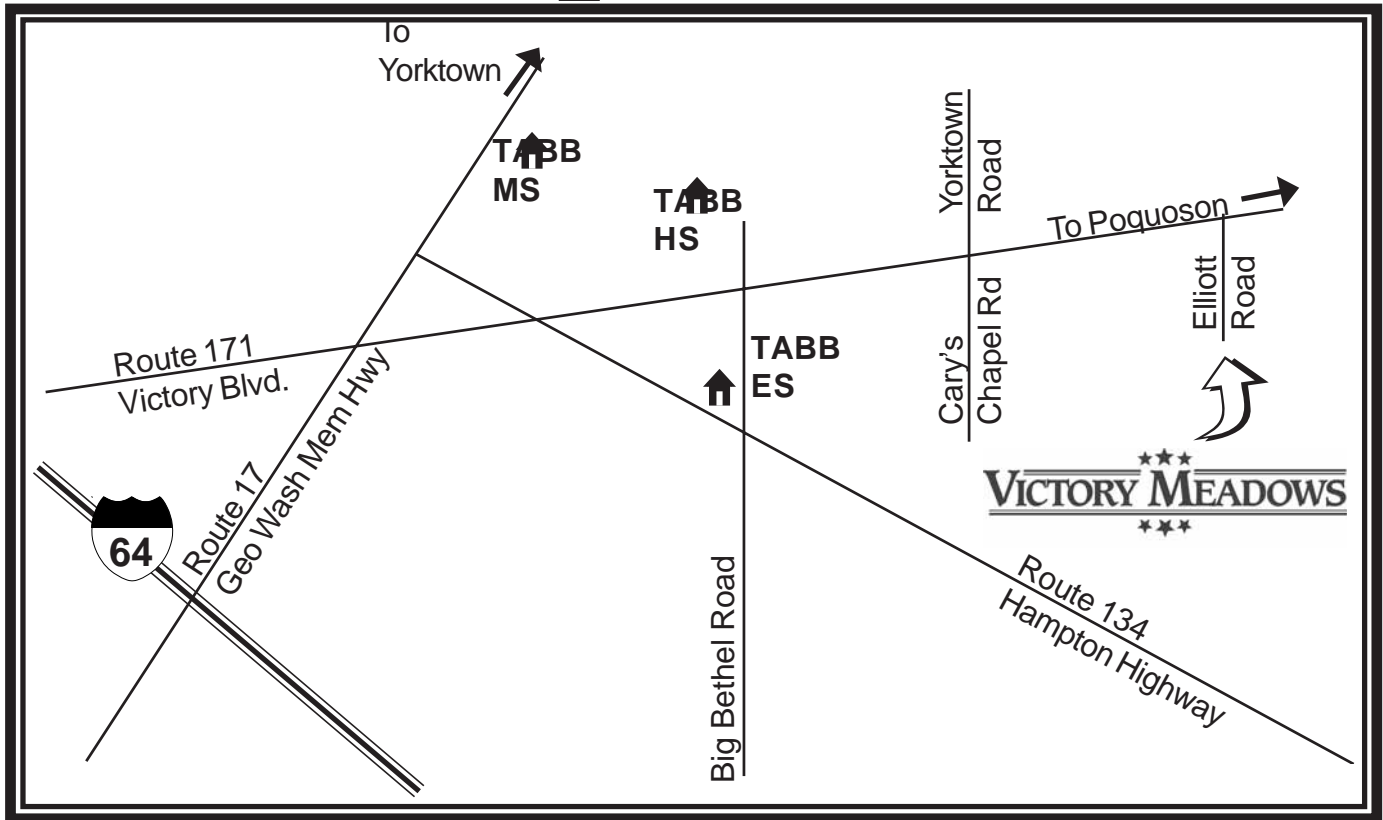 To
Yorktown
TABB
MS
TABB
HS
Yorktown
Road
To Poquoson
Elliott
Road
Route 171
Victory Blvd.
TABB
ES
Cary's
Chapel Rd
Route 17
Geo Wash Mem Hwy
64
VICTORY MEADOWS
Big Bethel Road
Route 134
Hampton Highway